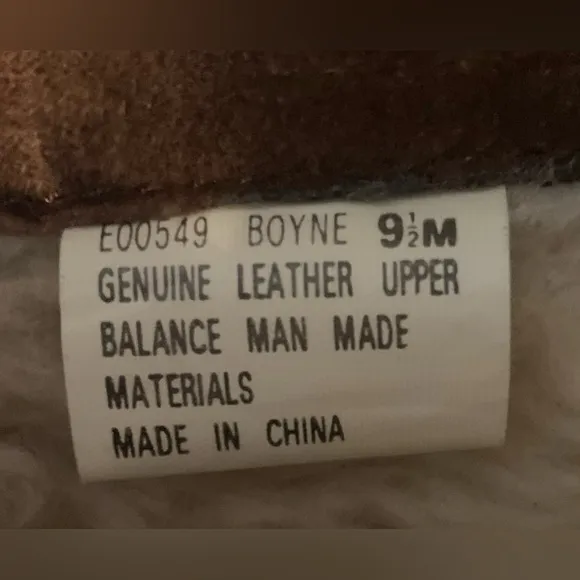 E00549 BOYNE 9½M
GENUINE LEATHER UPPER
BALANCE MAN MADE
MATERIALS
MADE IN CHINA